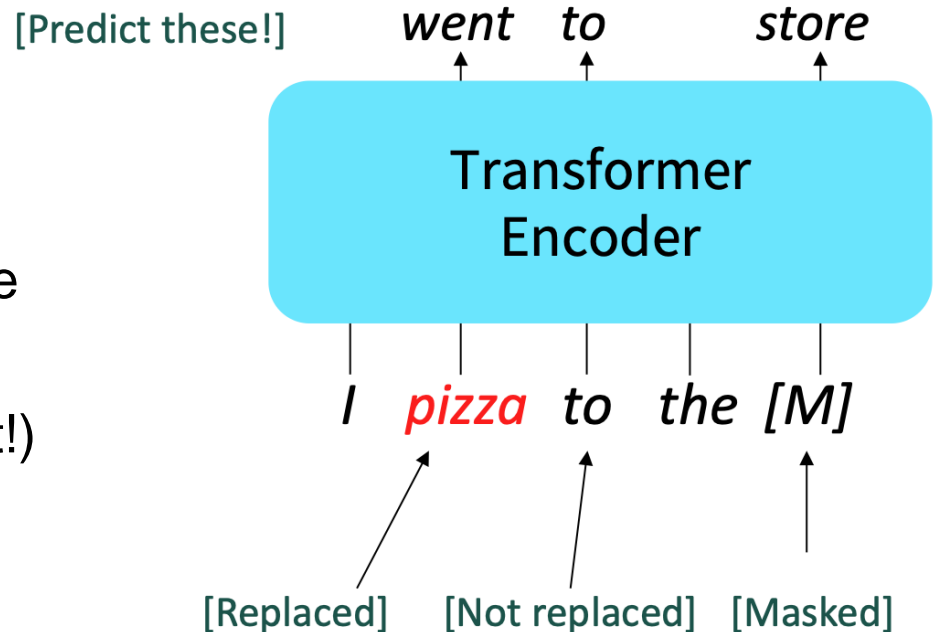 [Predict these!] went to store
Transformer
Encoder
e
I pizza to the [M]
t!)
[Replaced] [Not replaced] [Masked]